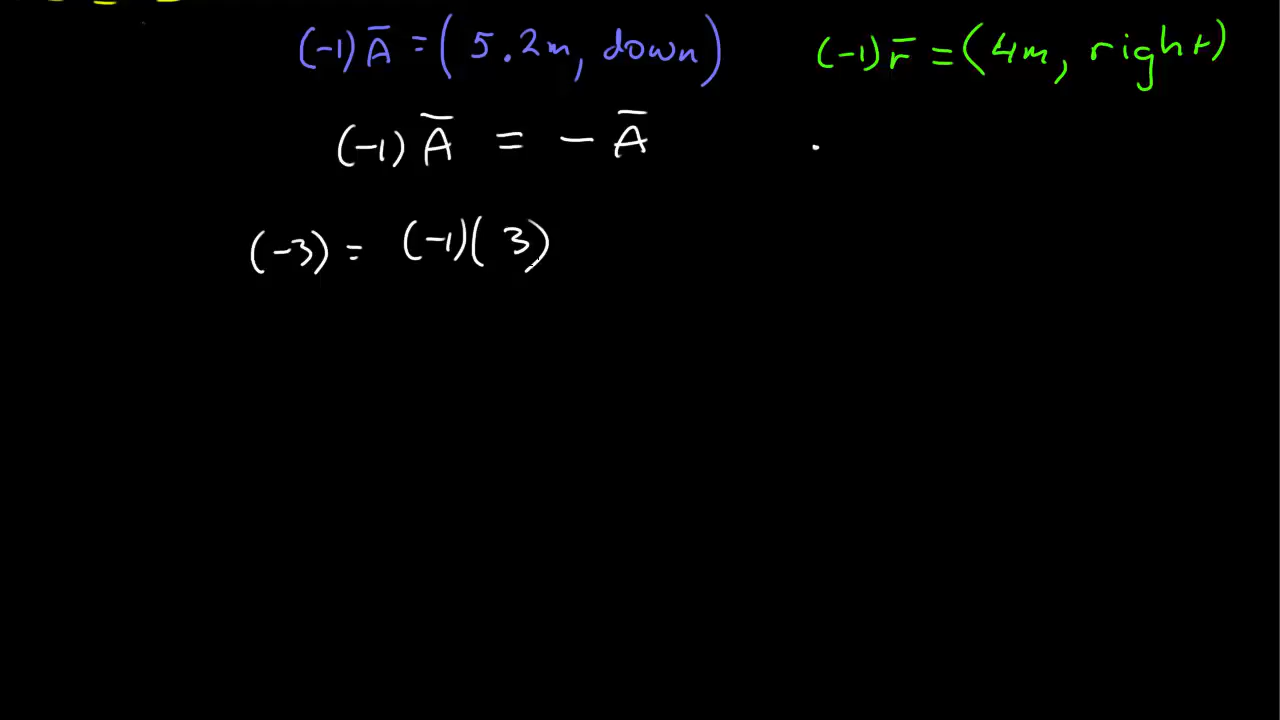 (-1) A̅ = (5.2m, down) (-1) r̅ = (4m, right)
(-1) A̅ = - A̅ .
(-3) = (-1)( 3)